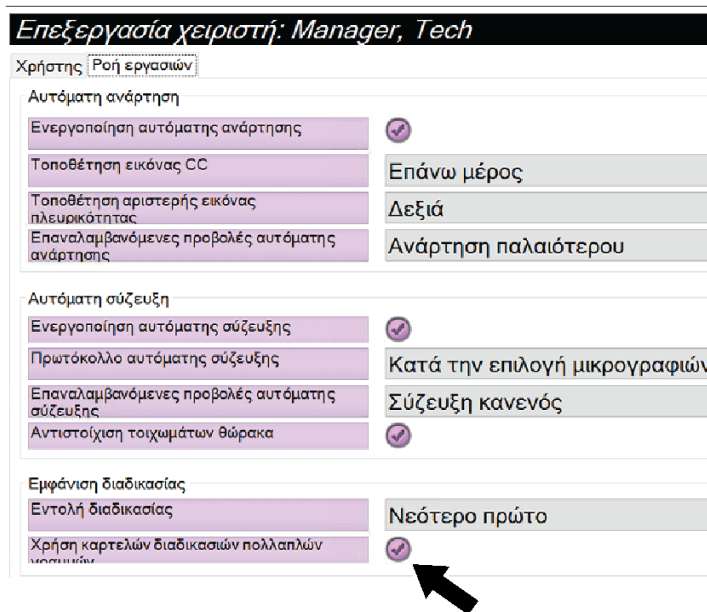 Επεξεργασία χειριστή: Manager, Tech
Χρήστης Ροή εργασιών
Αυτόματη ανάρτηση
Ενεργοποίηση αυτόματης ανάρτησης
Τοποθέτηση εικόνας CC Επάνω μέρος
Τοποθέτηση αριστερής εικόνας
πλευρικότητας Δεξιά
Επαναλαμβανόμενες προβολές αυτόματης
ανάρτησης Ανάρτηση παλαιότερου
Αυτόματη σύζευξη
Ενεργοποίηση αυτόματης σύζευξης
Πρωτόκολλο αυτόματης σύζευξης Κατά την επιλογή μικρογραφιών
Επαναλαμβανόμενες προβολές αυτόματης
σύζευξης Σύζευξη κανενός
Αντιστοίχιση τοιχωμάτων θώρακα
Εμφάνιση διαδικασίας
Εντολή διαδικασίας Νεότερο πρώτο
Χρήση καρτελών διαδικασιών πολλαπλών
γραμμών